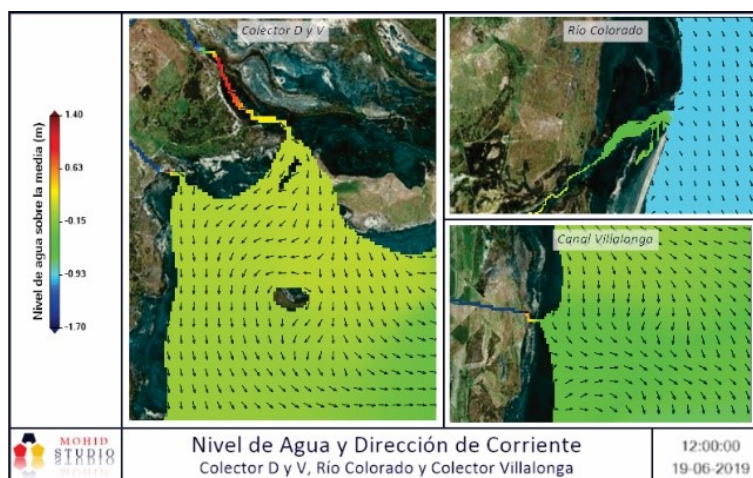 Colector D y V
Río Colorado
Canal Villalonga
Nivel de agua sobre la media (m)
1.40
0.63
-0.15
-0.93
-1.70
MOHID
STUDIO
Nivel de Agua y Dirección de Corriente
Colector D y V, Río Colorado y Colector Villalonga
12:00:00
19-06-2019